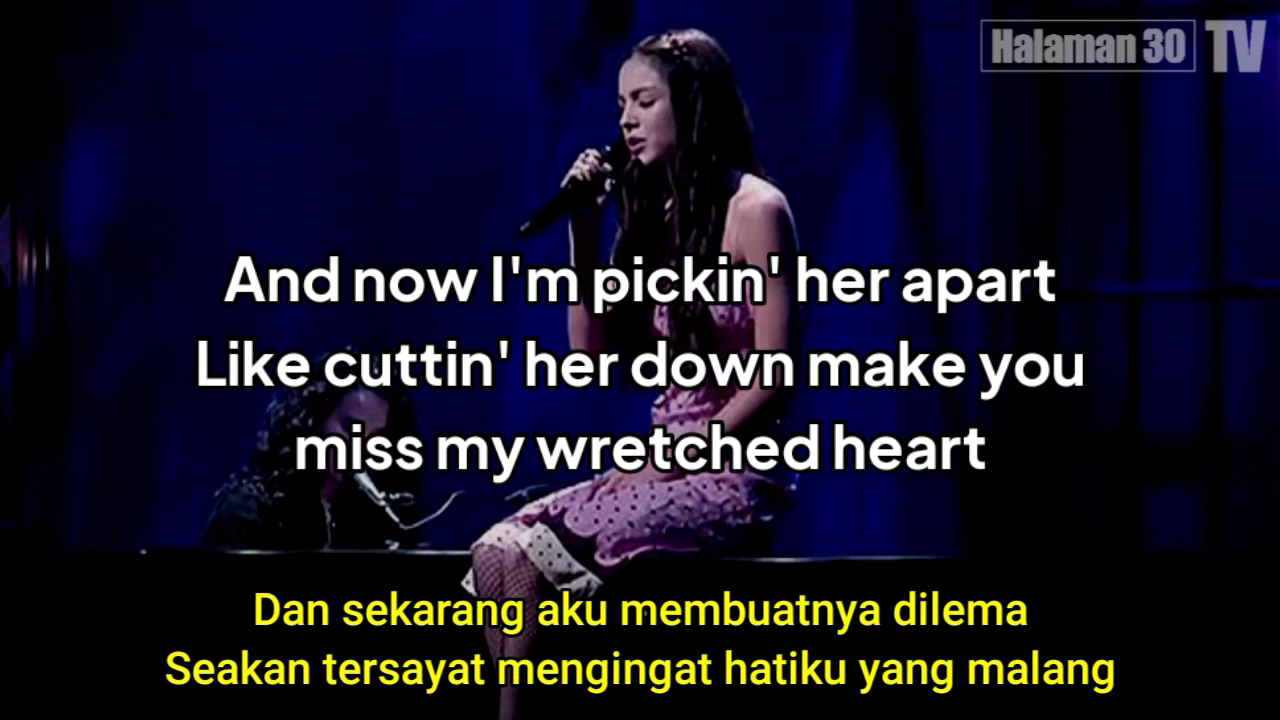 Halaman 30 TV
And now I'm pickin' her apart
Like cuttin' her down make you
miss my wretched heart
Dan sekarang aku membuatnya dilema
Seakan tersayat mengingat hatiku yang malang